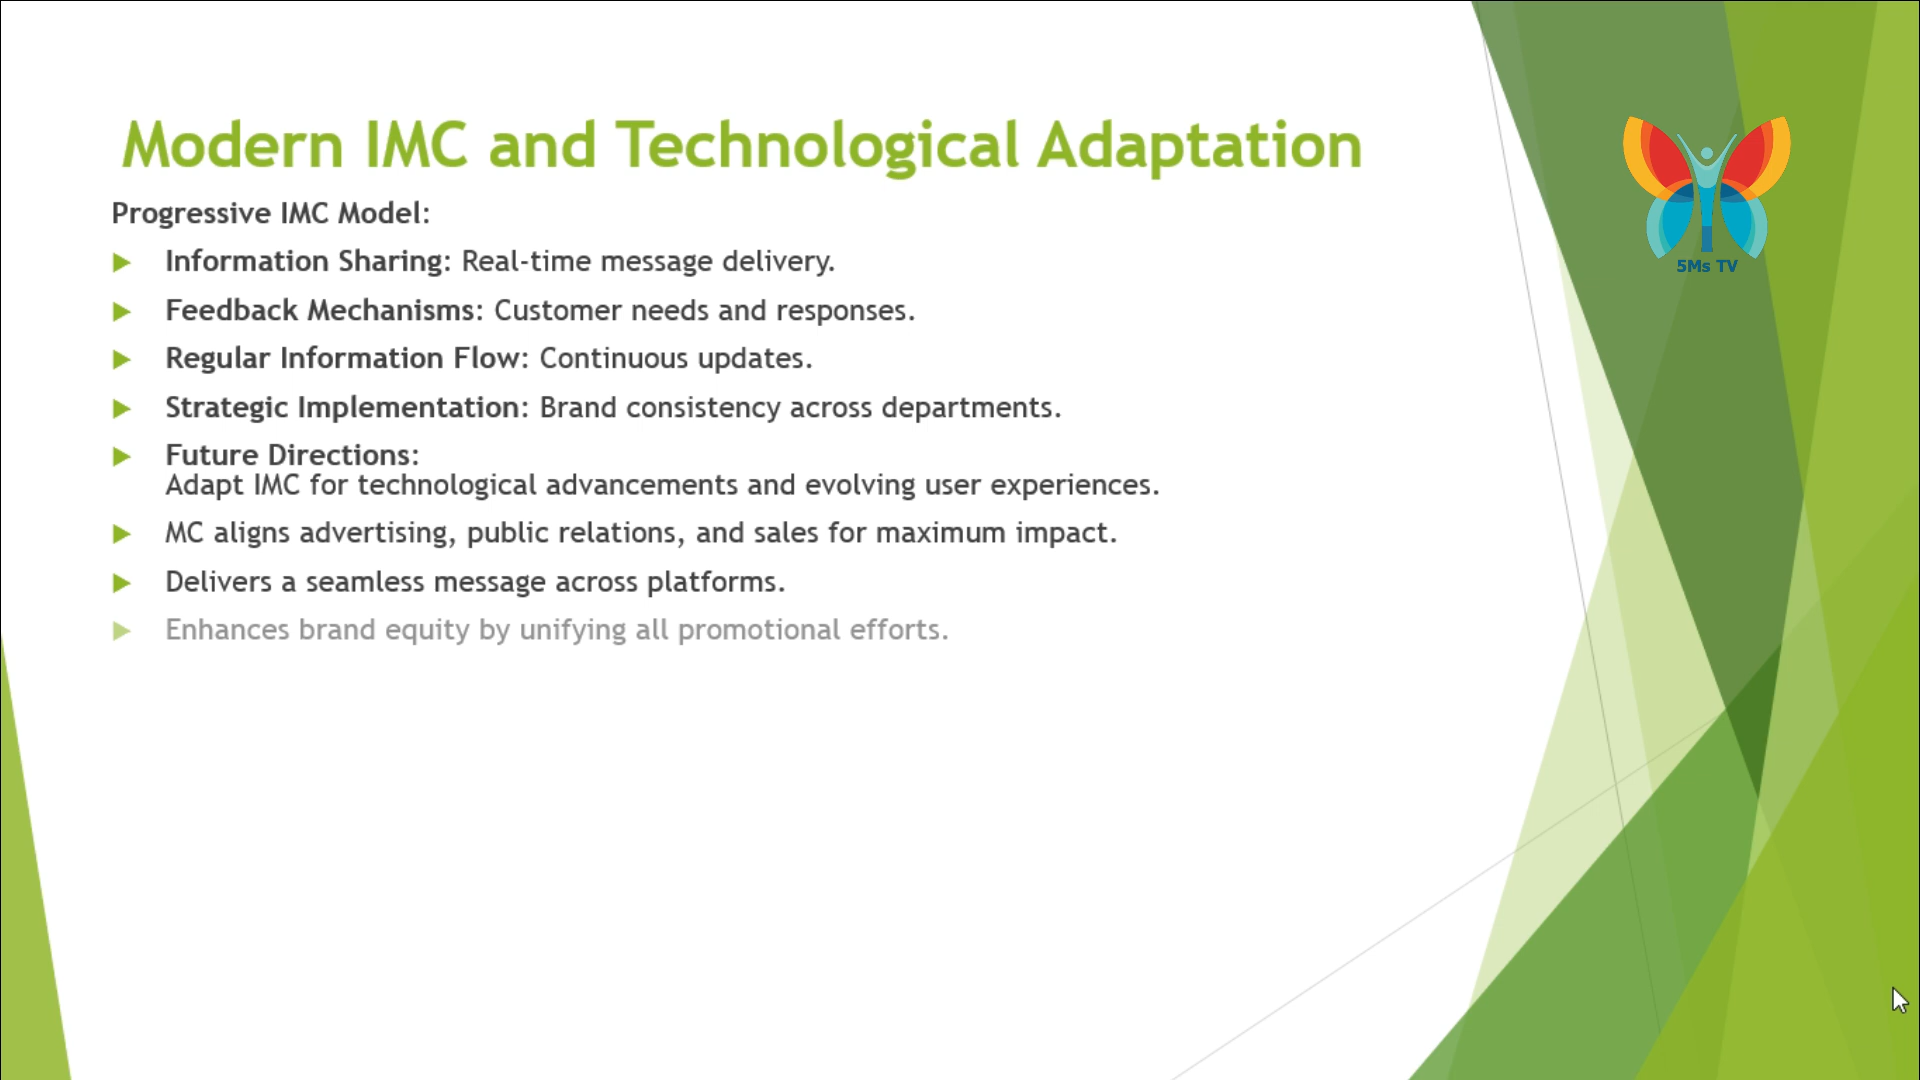 Modern IMC and Technological Adaptation
5Ms TV
Progressive IMC Model:
Information Sharing: Real-time message delivery.
Feedback Mechanisms: Customer needs and responses.
Regular Information Flow: Continuous updates.
Strategic Implementation: Brand consistency across departments.
Future Directions:
Adapt IMC for technological advancements and evolving user experiences.
MC aligns advertising, public relations, and sales for maximum impact.
Delivers a seamless message across platforms.
Enhances brand equity by unifying all promotional efforts.